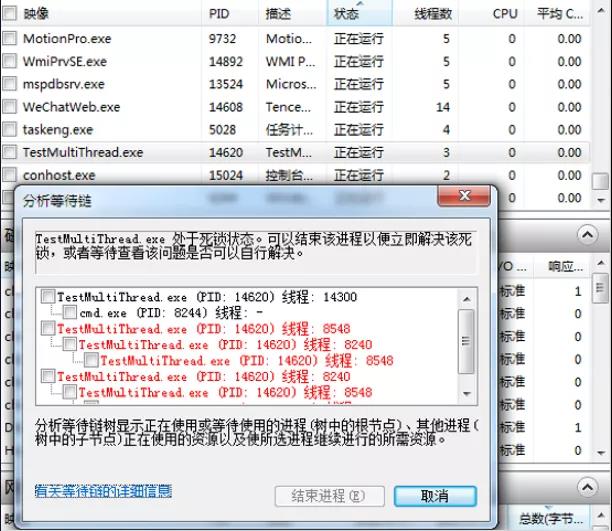 映像 PID 描述 状态 线程数 CPU 平均 C...
MotionPro.exe 9732 Motio... 正在运行 5 0 0.00
WmiPrvSE.exe 14892 WMI P... 正在运行 5 0 0.00
mspdbsrv.exe 13524 Micros... 正在运行 5 0 0.00
WeChatWeb.exe 14608 Tence... 正在运行 14 0 0.00
taskeng.exe 5028 任务计... 正在运行 4 0 0.00
TestMultiThread.exe 14620 TestM... 正在运行 3 0 0.00
conhost.exe 15024 控制台... 正在运行 2 0 0.00
0 0.00
分析等待链
TestMultiThread.exe 处于死锁状态。可以结束该进程以便立即解决该死
锁，或者等待查看该问题是否可以自行解决。
/O ... 响应...
TestMultiThread.exe (PID: 14620) 线程: 14300
cmd.exe (PID: 8244) 线程: -
TestMultiThread.exe (PID: 14620) 线程: 8548
TestMultiThread.exe (PID: 14620) 线程: 8240
TestMultiThread.exe (PID: 14620) 线程: 8548
TestMultiThread.exe (PID: 14620) 线程: 8240
TestMultiThread.exe (PID: 14620) 线程: 8548
标准 1
标准 0
标准 0
标准 0
标准 0
标准 0
标准 1
标准 0
分析等待链树显示正在使用或等待使用的进程(树中的根节点)、其他进程(
树中的子节点)正在使用的资源以及使所选进程继续进行的所需资源。
有关等待链的详细信息
结束进程(E)
取消
总数(字节...